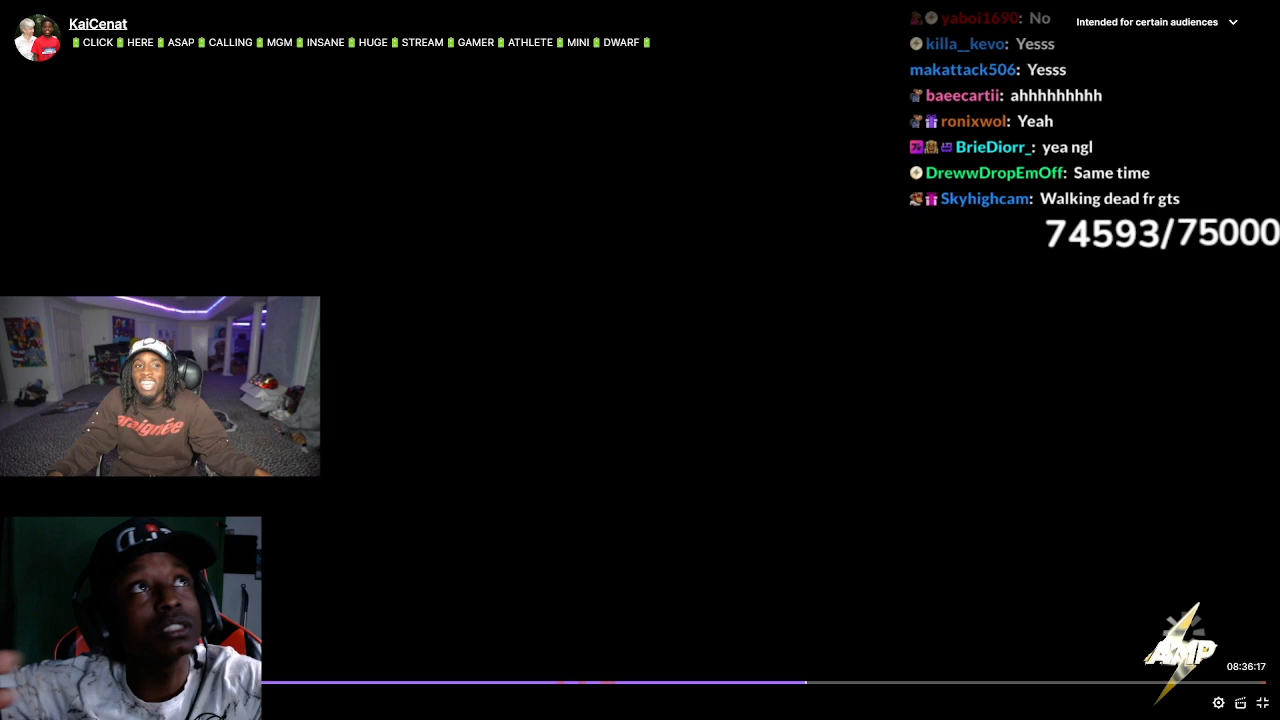 KaiCenat
CLICK HERE ASAP CALLING MGM INSANE HUGE STREAM GAMER ATHLETE MINI DWARF
Intended for certain audiences
yaboi1690: No
killa__kevo: Yesss
makattack506: Yesss
baeecartii: ahhhhhhhhh
ronixwol: Yeah
BrieDiorr_: yea ngl
DrewwDropEmOff: Same time
Skyhighcam: Walking dead fr gts
74593/75000
araignée
AMP
08:36:17